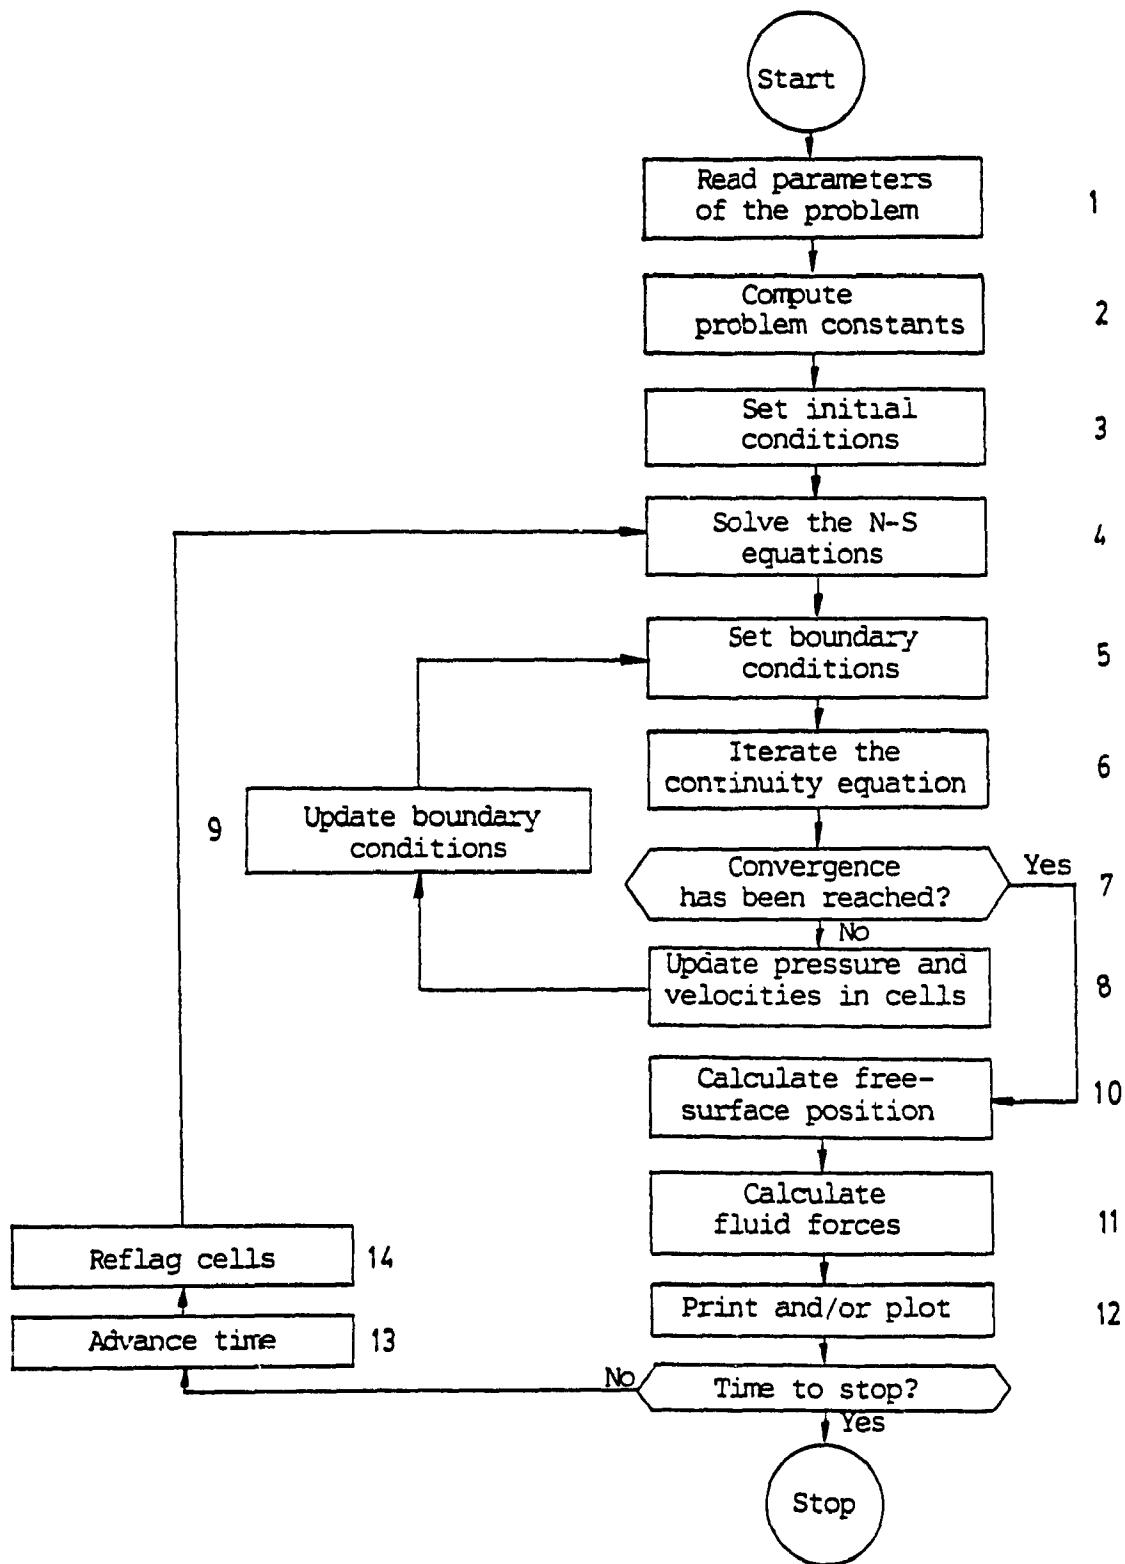 Start
Read parameters
of the problem
1
Compute
problem constants
2
Set initial
conditions
3
Solve the N-S
equations
4
Set boundary
conditions
5
Iterate the
continuity equation
6
9
Update boundary
conditions
Convergence
has been reached?
Yes
7
No
Update pressure and
velocities in cells
8
Calculate free-
surface position
10
Calculate
fluid forces
11
Reflag cells
14
Print and/or plot
12
Advance time
13
No
Time to stop?
Yes
Stop